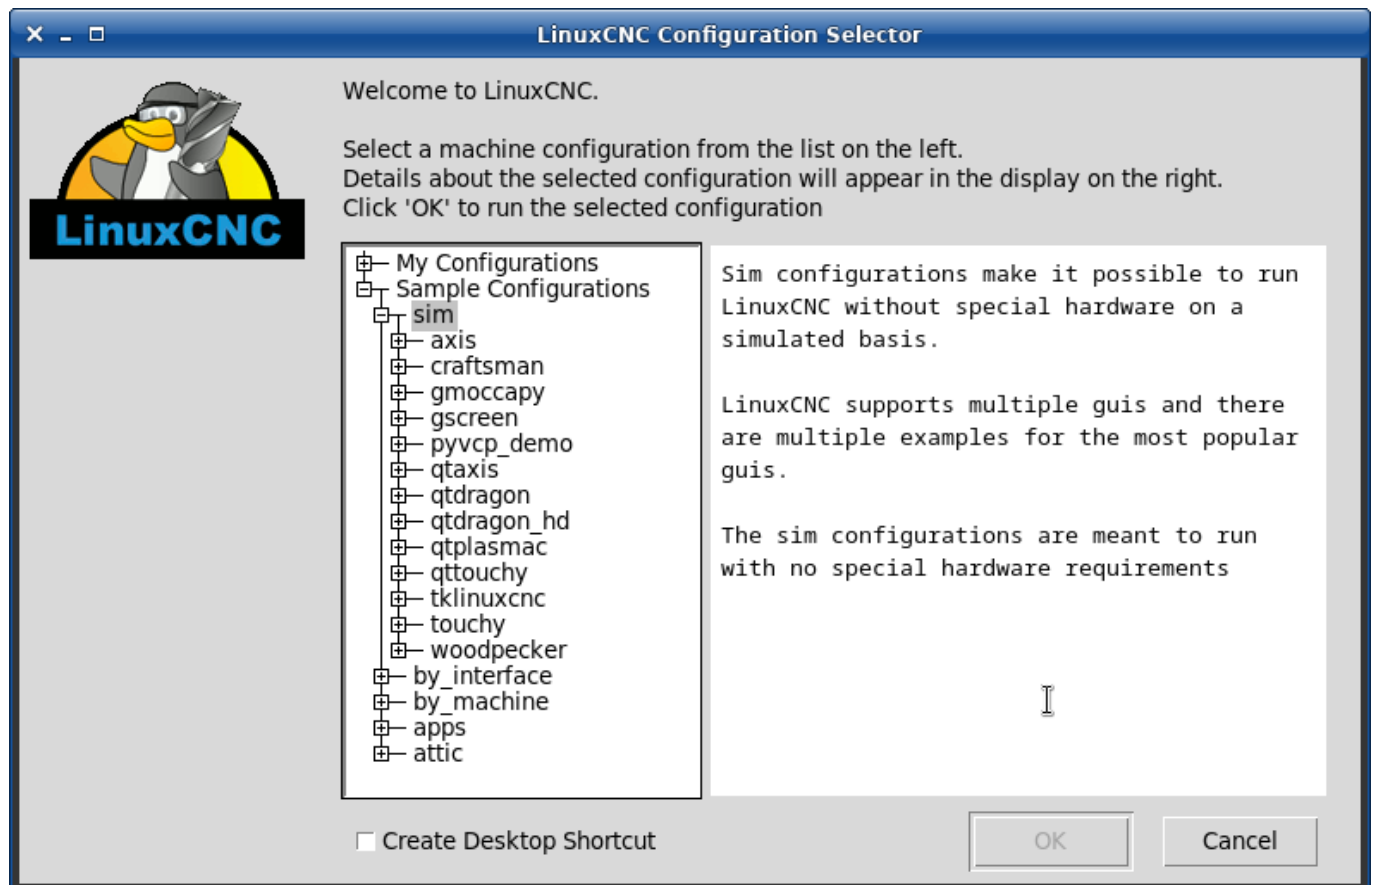 LinuxCNC Configuration Selector
LinuxCNC
Welcome to LinuxCNC.
Select a machine configuration from the list on the left.
Details about the selected configuration will appear in the display on the right.
Click 'OK' to run the selected configuration
My Configurations
Sample Configurations
sim
axis
craftsman
gmoccapy
gscreen
pyvcp_demo
qtaxis
qtdragon
qtdragon_hd
qtplasmac
qttouchy
tklinuxcnc
touchy
woodpecker
by_interface
by_machine
apps
attic
Sim configurations make it possible to run
LinuxCNC without special hardware on a
simulated basis.
LinuxCNC supports multiple guis and there
are multiple examples for the most popular
guis.
The sim configurations are meant to run
with no special hardware requirements
Create Desktop Shortcut
OK
Cancel